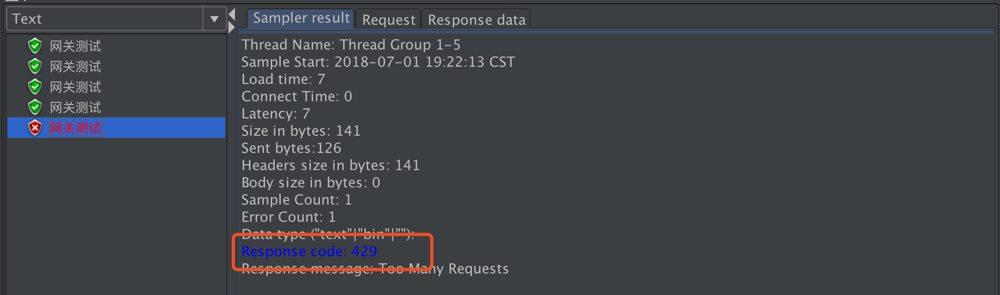 Text
网关测试
网关测试
网关测试
网关测试
网关测试
Sampler result
Request
Response data
Thread Name: Thread Group 1-5
Sample Start: 2018-07-01 19:22:13 CST
Load time: 7
Connect Time: 0
Latency: 7
Size in bytes: 141
Sent bytes:126
Headers size in bytes: 141
Body size in bytes: 0
Sample Count: 1
Error Count: 1
Data type ("text"|"bin"|""):
Response code: 429
Response message: Too Many Requests